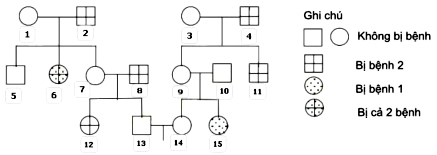 Ghi chú
1 2 3 4
Không bị bệnh
Bị bệnh 2
5 6 7 8 9 10 11
Bị bệnh 1
Bị cả 2 bệnh
12 13 14 15